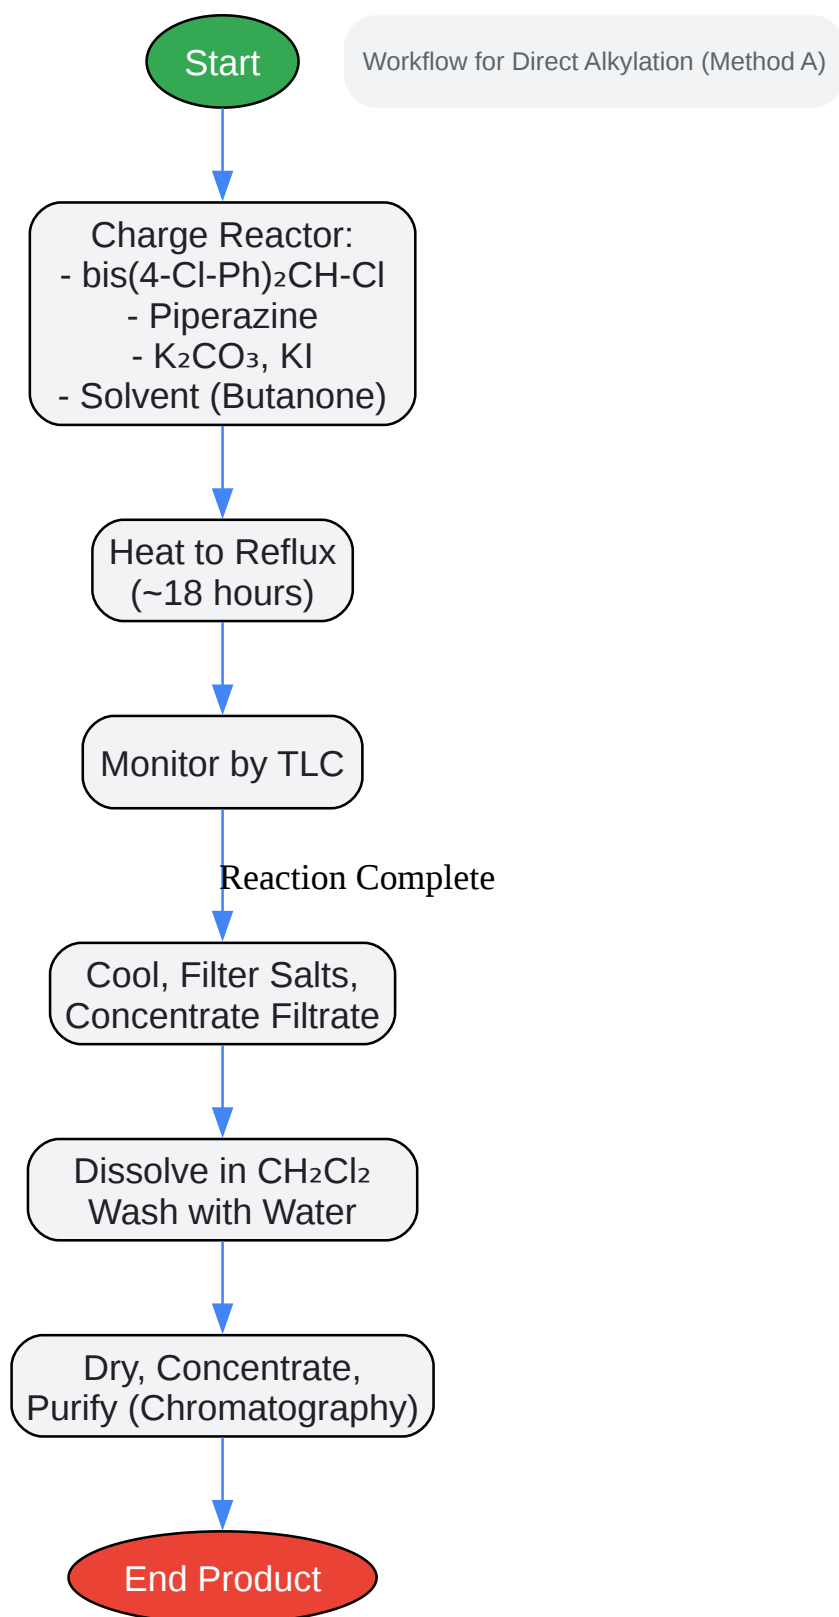 Start
Workflow for Direct Alkylation (Method A)
Charge Reactor:
- bis(4-Cl-Ph)₂CH-Cl
- Piperazine
- K₂CO₃, KI
- Solvent (Butanone)
Heat to Reflux
(~18 hours)
Monitor by TLC
Reaction Complete
Cool, Filter Salts,
Concentrate Filtrate
Dissolve in CH₂Cl₂
Wash with Water
Dry, Concentrate,
Purify (Chromatography)
End Product